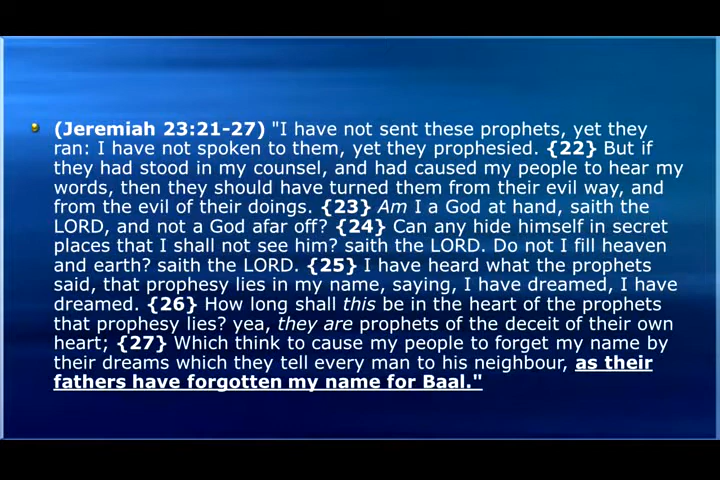 (Jeremiah 23:21-27) "I have not sent these prophets, yet they
ran: I have not spoken to them, yet they prophesied. {22} But if
they had stood in my counsel, and had caused my people to hear my
words, then they should have turned them from their evil way, and
from the evil of their doings. {23} Am I a God at hand, saith the
LORD, and not a God afar off? {24} Can any hide himself in secret
places that I shall not see him? saith the LORD. Do not I fill heaven
and earth? saith the LORD. {25} I have heard what the prophets
said, that prophesy lies in my name, saying, I have dreamed, I have
dreamed. {26} How long shall this be in the heart of the prophets
that prophesy lies? yea, they are prophets of the deceit of their own
heart; {27} Which think to cause my people to forget my name by
their dreams which they tell every man to his neighbour, as their
fathers have forgotten my name for Baal."